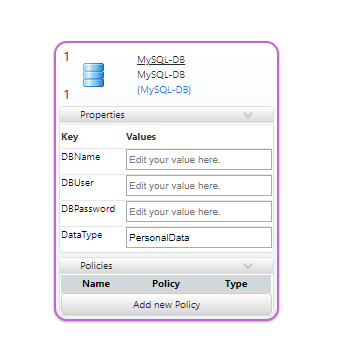 1
MySQL-DB
MySQL-DB
1
(MySQL-DB)
Properties
Key Values
DBName Edit your value here.
DBUser Edit your value here.
DBPassword Edit your value here.
DataType PersonalData
Policies
Name Policy Type
Add new Policy